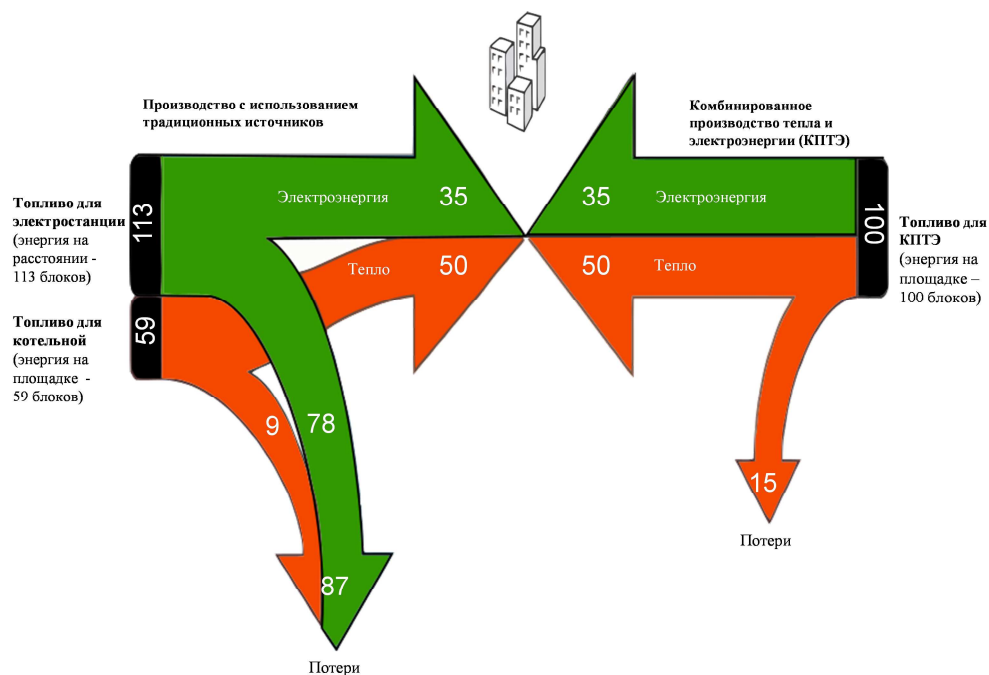 Производство с использованием
традиционных источников
Комбинированное
производство тепла и
электроэнергии (КПТЭ)
Топливо для
электростанции
(энергия на
расстоянии -
113 блоков)
113
Электроэнергия
35
35
Электроэнергия
100
Топливо для
КПТЭ
(энергия на
площадке –
100 блоков)
Тепло
50
50
Тепло
Топливо для
котельной
(энергия на
площадке -
59 блоков)
59
9
78
15
Потери
87
Потери